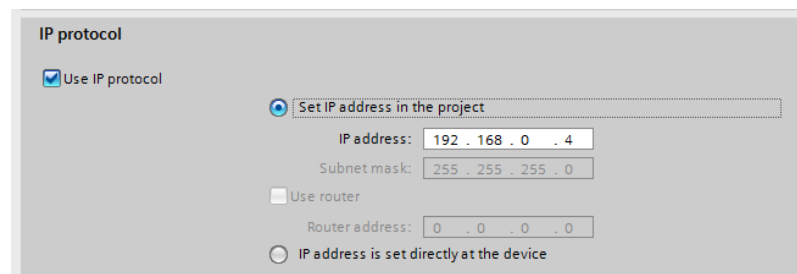 IP protocol
Use IP protocol
Set IP address in the project
IP address: 192 . 168 . 0 . 4
Subnet mask: 255 . 255 . 255 . 0
Use router
Router address: 0 . 0 . 0 . 0
IP address is set directly at the device